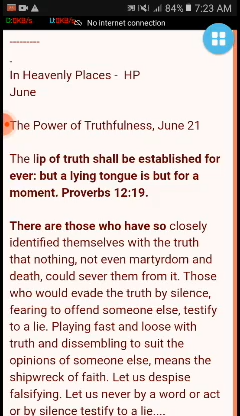 0:0KB/s U:0KB/s No internet connection 84% 7:23 AM
---------
.
In Heavenly Places - HP
June
The Power of Truthfulness, June 21
The lip of truth shall be established for
ever: but a lying tongue is but for a
moment. Proverbs 12:19.
There are those who have so closely
identified themselves with the truth
that nothing, not even martyrdom and
death, could sever them from it. Those
who would evade the truth by silence,
fearing to offend someone else, testify
to a lie. Playing fast and loose with
truth and dissembling to suit the
opinions of someone else, means the
shipwreck of faith. Let us despise
falsifying. Let us never by a word or act
or by silence testify to a lie....